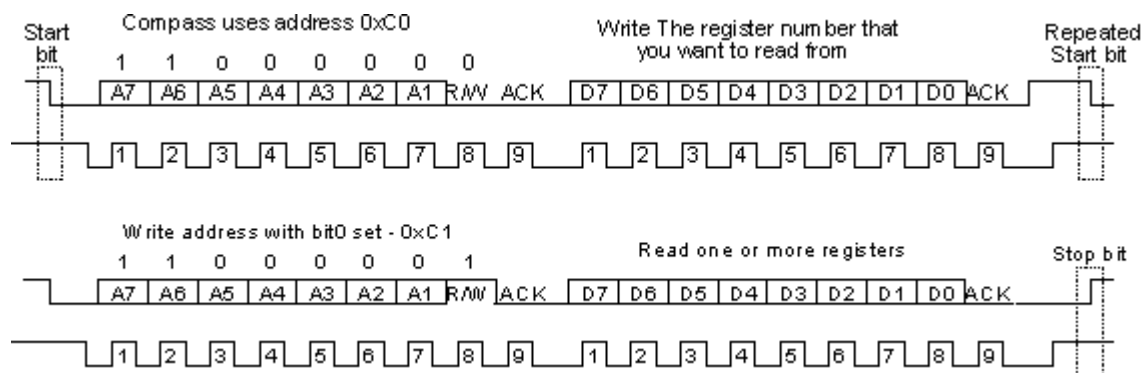 Compass uses address 0xC0
Write The register number that
you want to read from
Start
bit
Repeated
Start bit
1 1 0 0 0 0 0 0
A7 A6 A5 A4 A3 A2 A1 R/W ACK D7 D6 D5 D4 D3 D2 D1 D0 ACK
1 2 3 4 5 6 7 8 9 1 2 3 4 5 6 7 8 9
Write address with bit0 set - 0xC1
Read one or more registers
Stop bit
1 1 0 0 0 0 0 1
A7 A6 A5 A4 A3 A2 A1 R/W ACK D7 D6 D5 D4 D3 D2 D1 D0 ACK
1 2 3 4 5 6 7 8 9 1 2 3 4 5 6 7 8 9